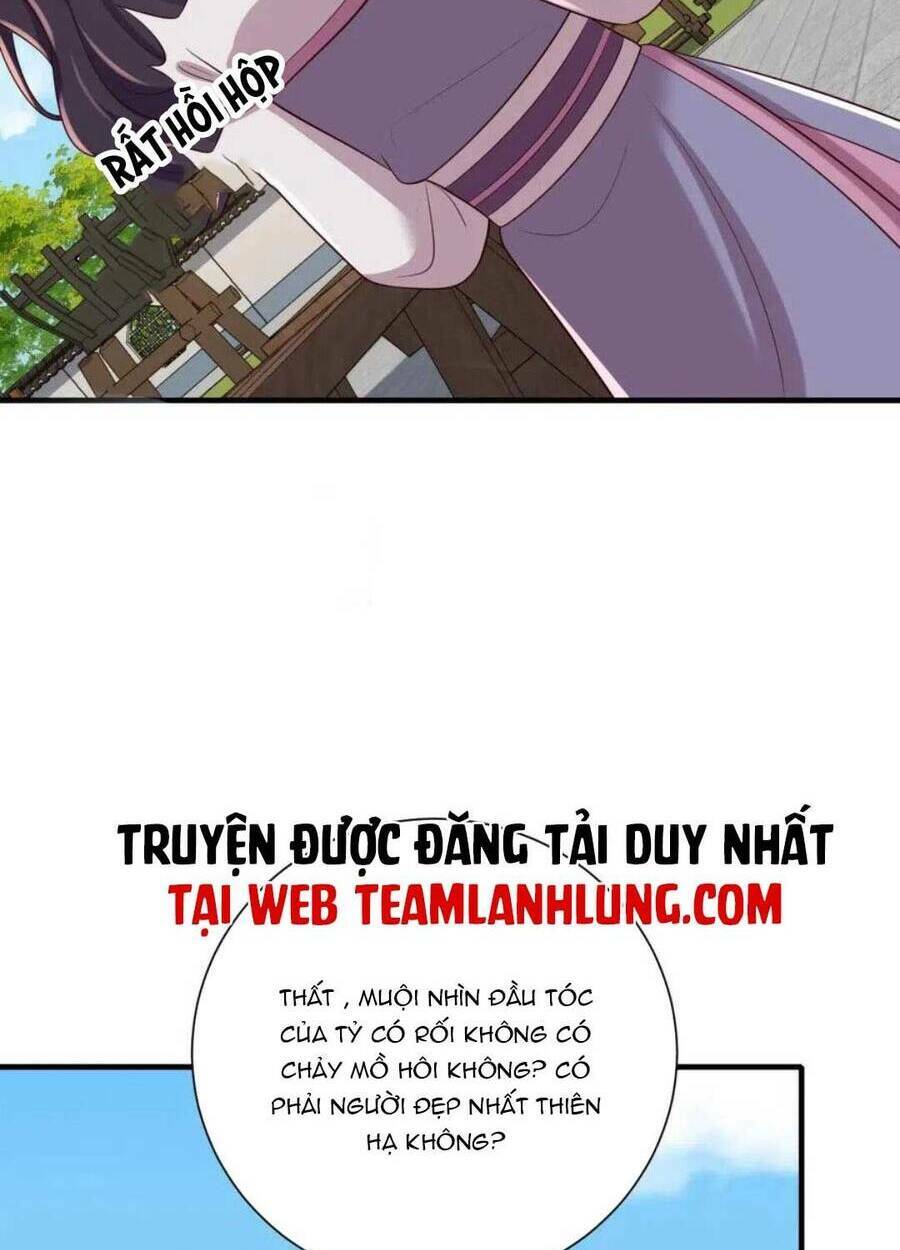 RẤT HỒI HỘP
TRUYỆN ĐƯỢC ĐĂNG TẢI DUY NHẤT
TẠI WEB TEAMLANHLUNG.COM
THẤT , MUỘI NHÌN ĐẦU TÓC
CỦA TỶ CÓ RỐI KHÔNG CÓ
CHẢY MỒ HÔI KHÔNG? CÓ
PHẢI NGƯỜI ĐẸP NHẤT THIÊN
HẠ KHÔNG?